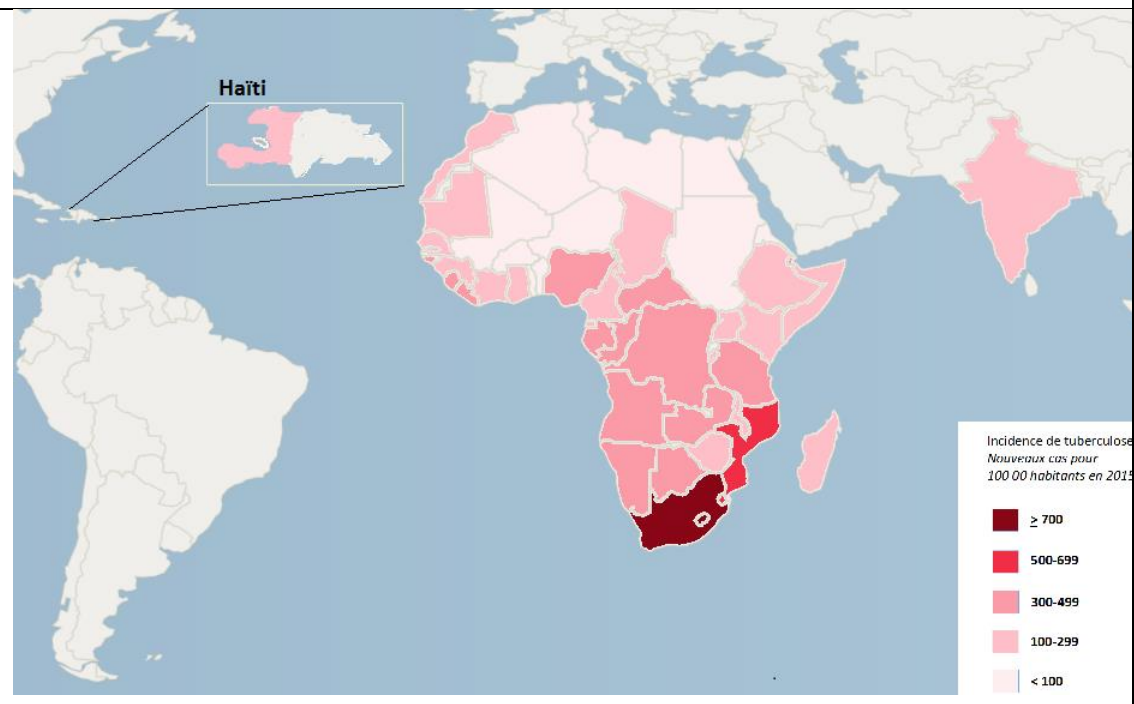 Haïti
Incidence de tuberculose
Nouveaux cas pour
100 00 habitants en 2015
≥ 700
500-699
300-499
100-299
< 100